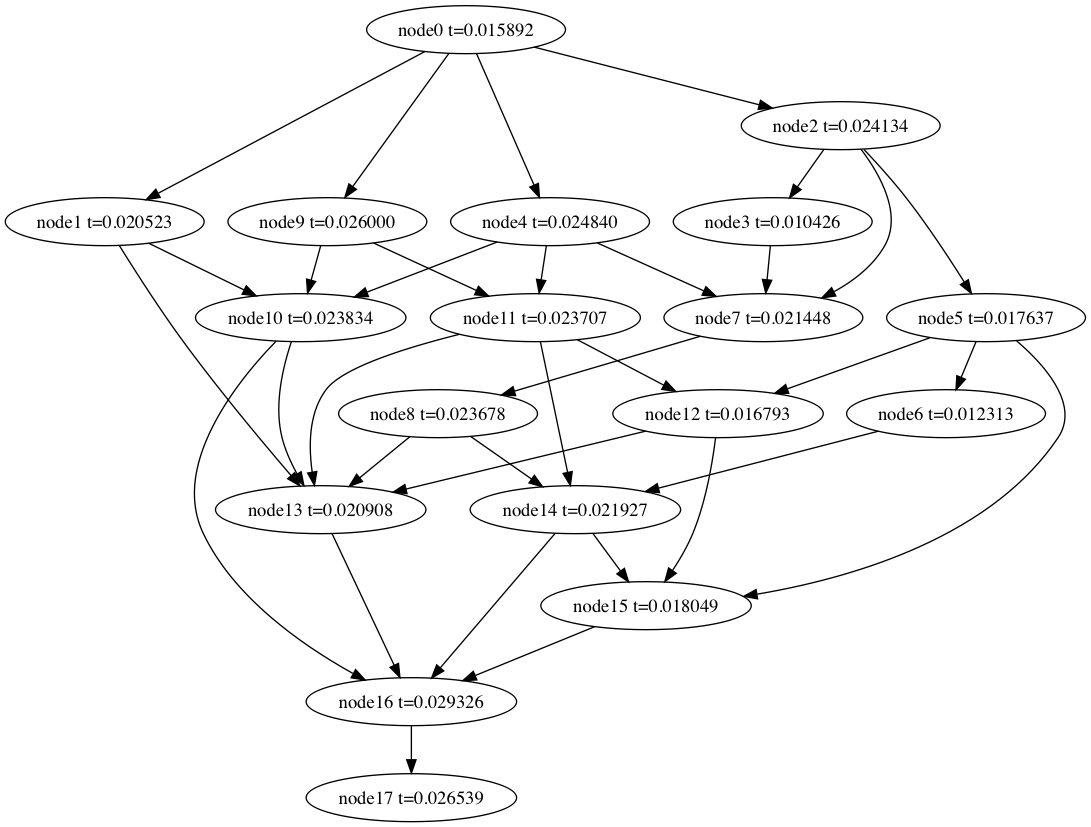 node0 t=0.015892
node2 t=0.024134
node1 t=0.020523
node9 t=0.026000
node4 t=0.024840
node3 t=0.010426
node10 t=0.023834
node11 t=0.023707
node7 t=0.021448
node5 t=0.017637
node8 t=0.023678
node12 t=0.016793
node6 t=0.012313
node13 t=0.020908
node14 t=0.021927
node15 t=0.018049
node16 t=0.029326
node17 t=0.026539